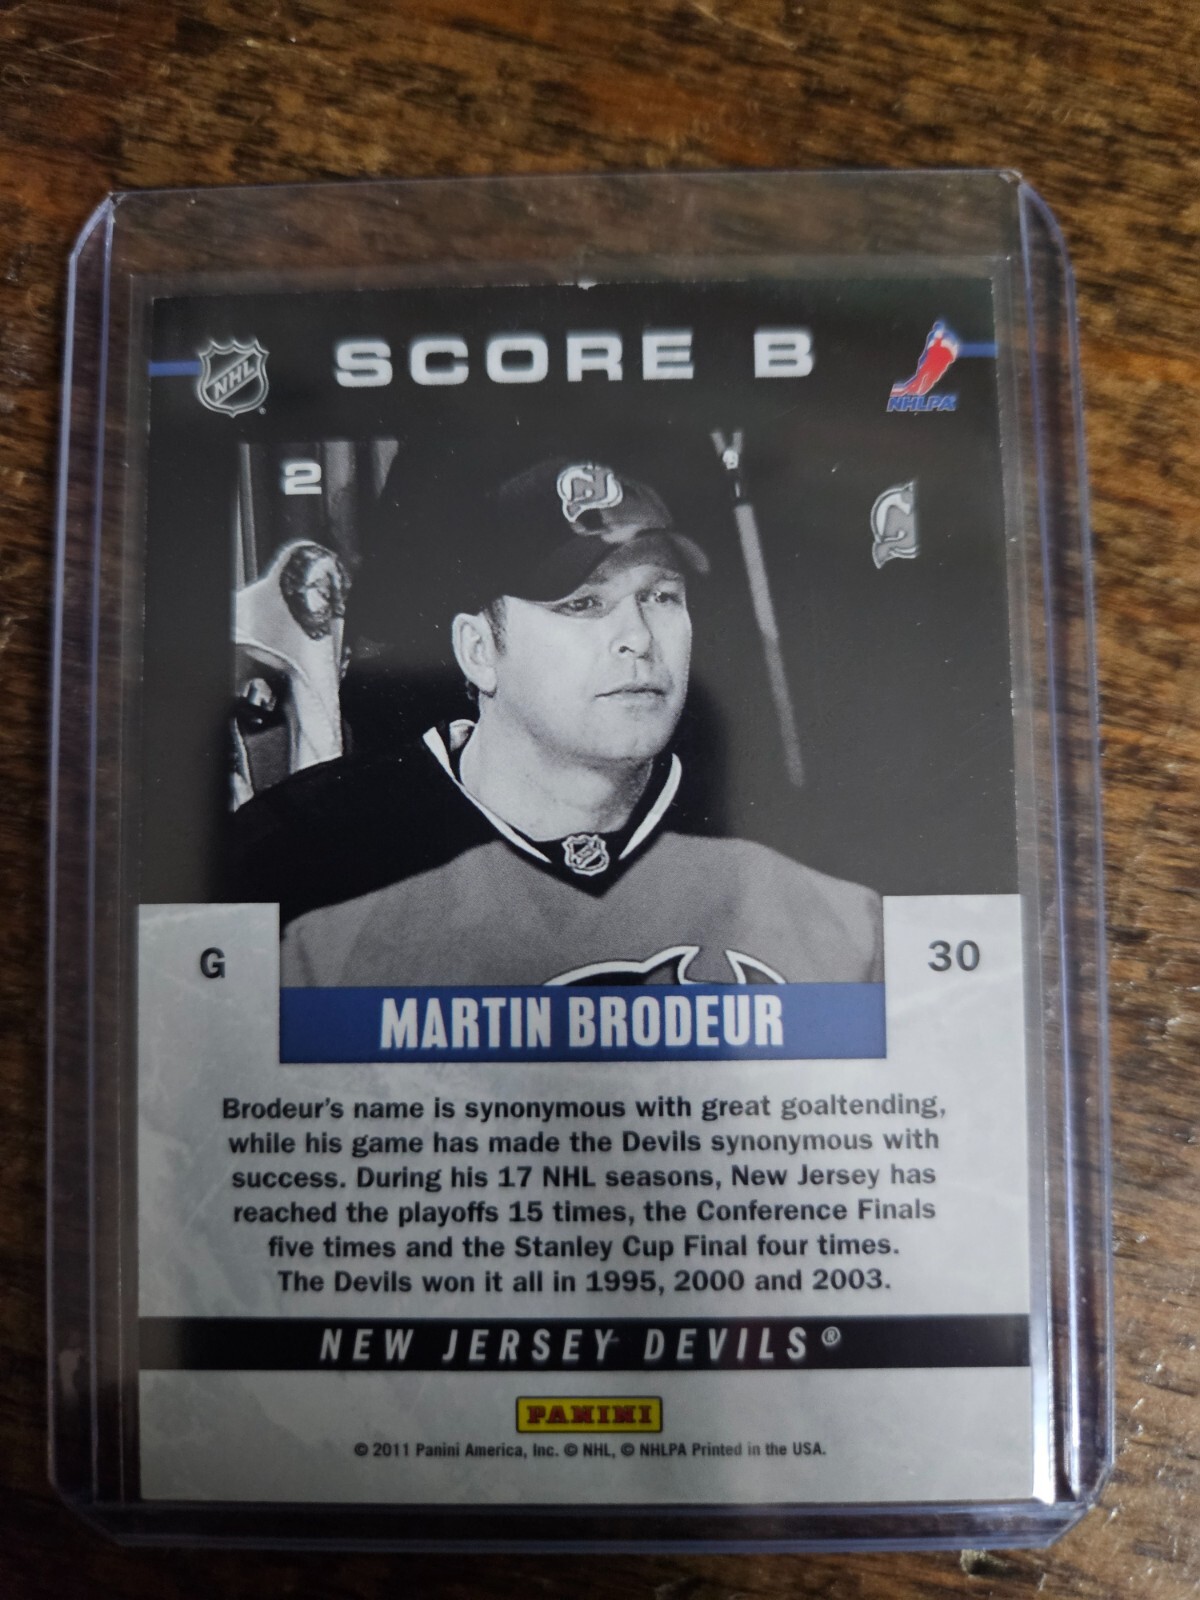 SCORE B
NHL
NHLPA
2
G
30
MARTIN BRODEUR
Brodeur's name is synonymous with great goaltending,
while his game has made the Devils synonymous with
success. During his 17 NHL seasons, New Jersey has
reached the playoffs 15 times, the Conference Finals
five times and the Stanley Cup Final four times.
The Devils won it all in 1995, 2000 and 2003.
NEW JERSEY DEVILS®
PANINI
© 2011 Panini America, Inc. © NHL, © NHLPA Printed in the USA.